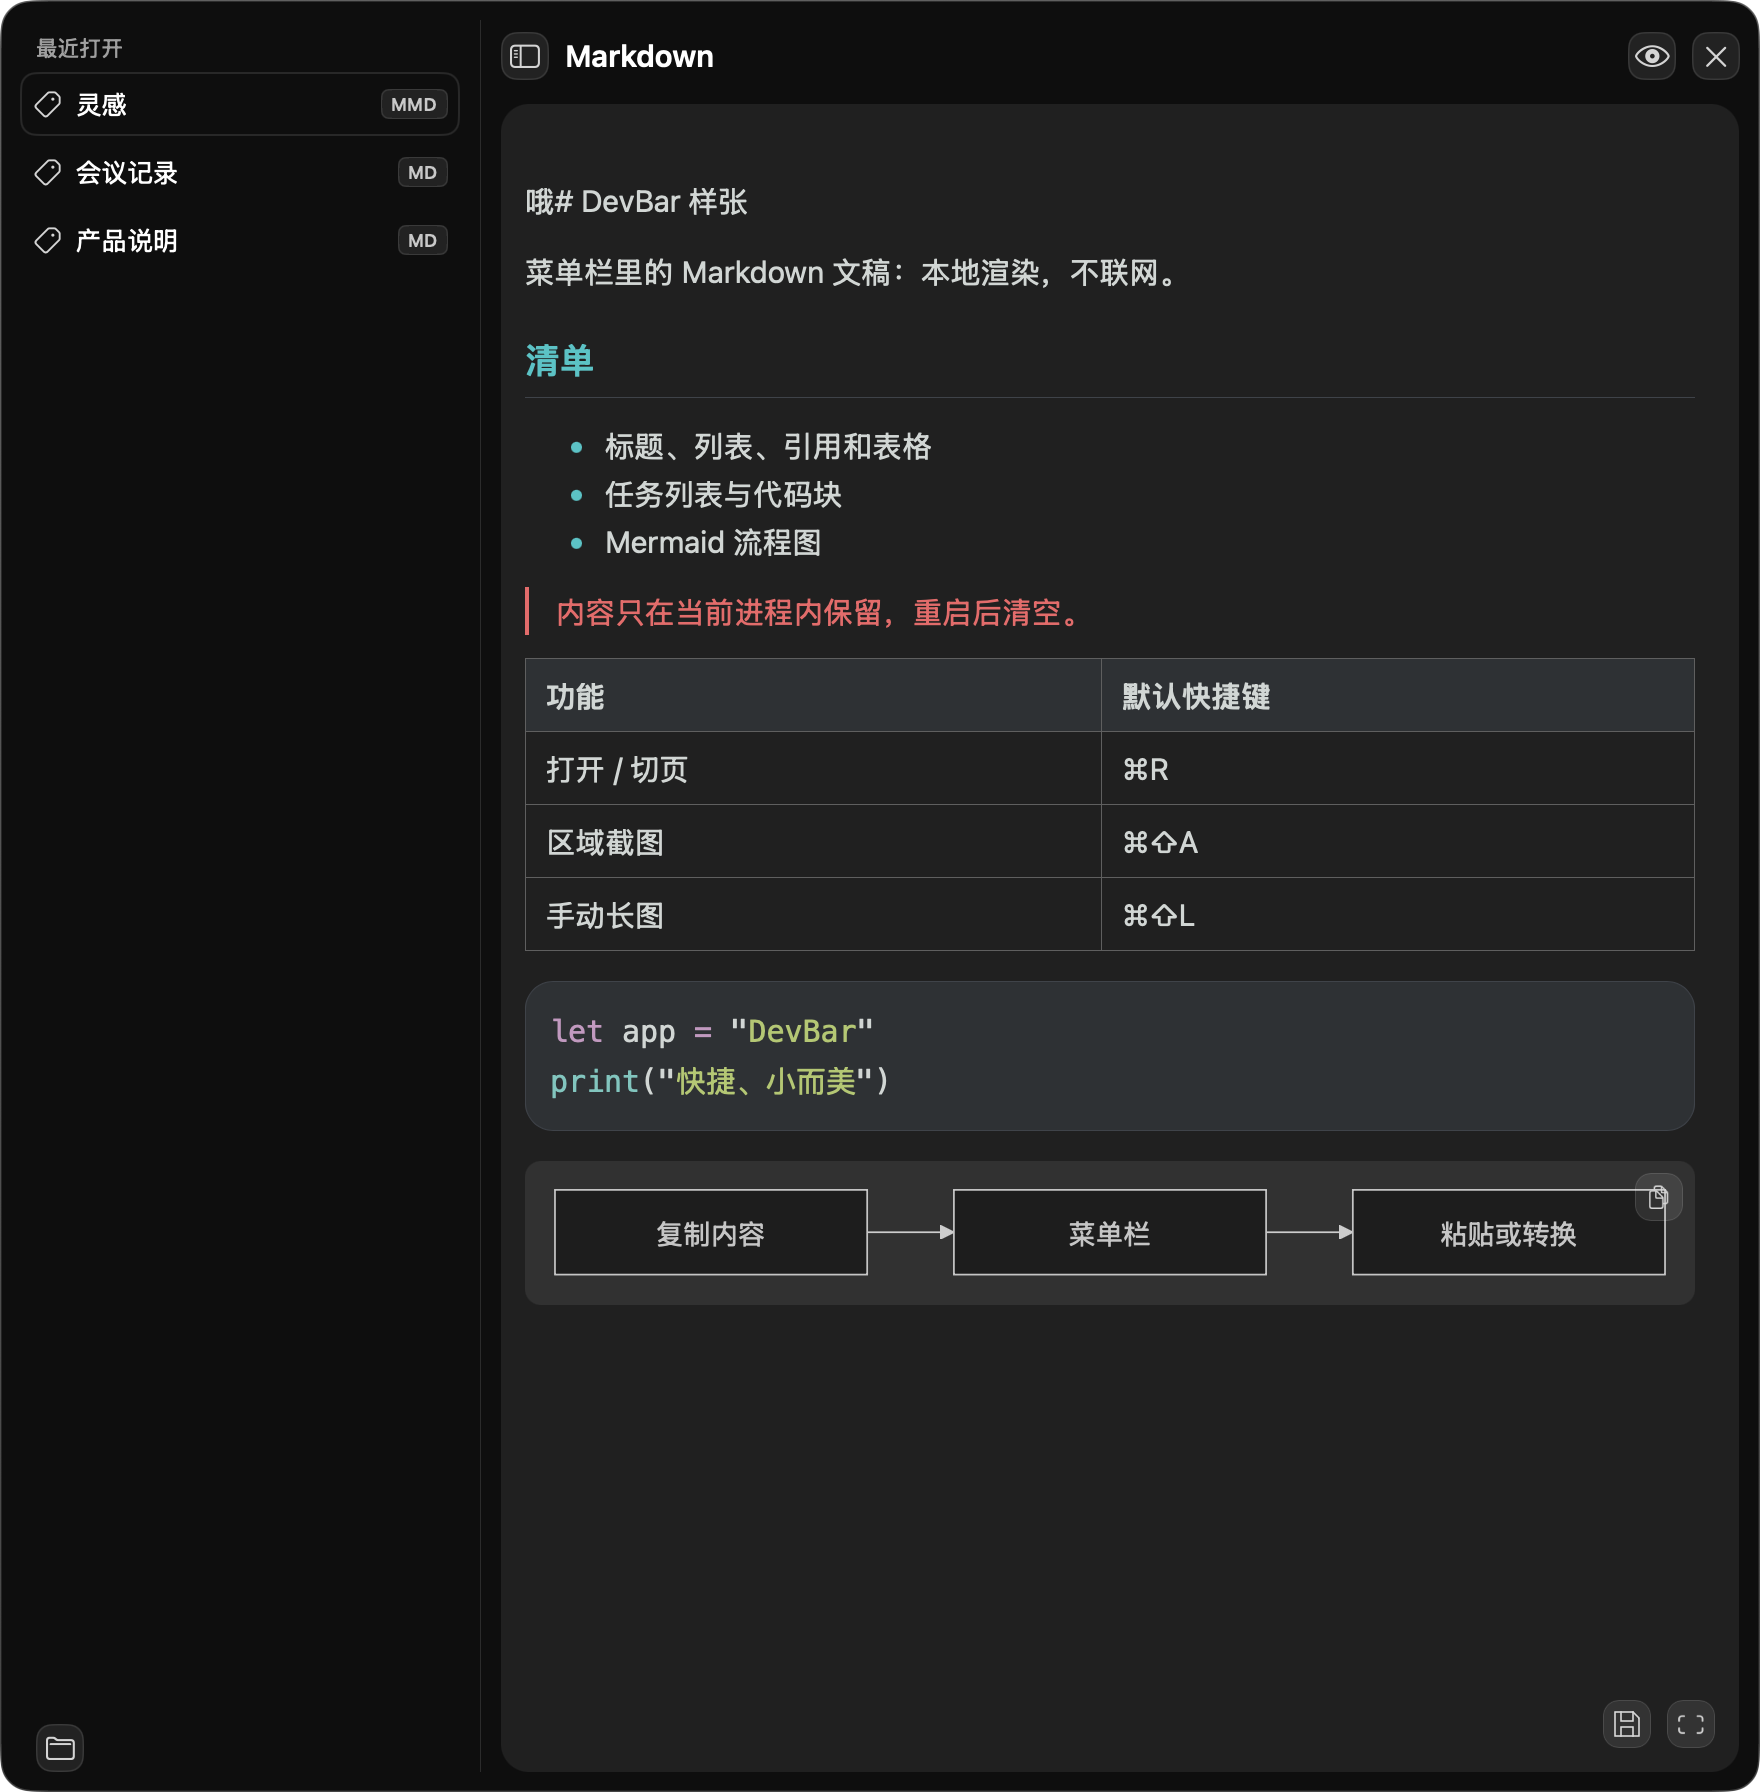 最近打开
灵感 MMD
会议记录 MD
产品说明 MD
Markdown
哦# DevBar 样张
菜单栏里的 Markdown 文稿：本地渲染，不联网。
清单
• 标题、列表、引用和表格
• 任务列表与代码块
• Mermaid 流程图
内容只在当前进程内保留，重启后清空。
功能 默认快捷键
打开 / 切页 ⌘R
区域截图 ⌘⇧A
手动长图 ⌘⇧L
let app = "DevBar"
print("快捷、小而美")
复制内容 菜单栏 粘贴或转换